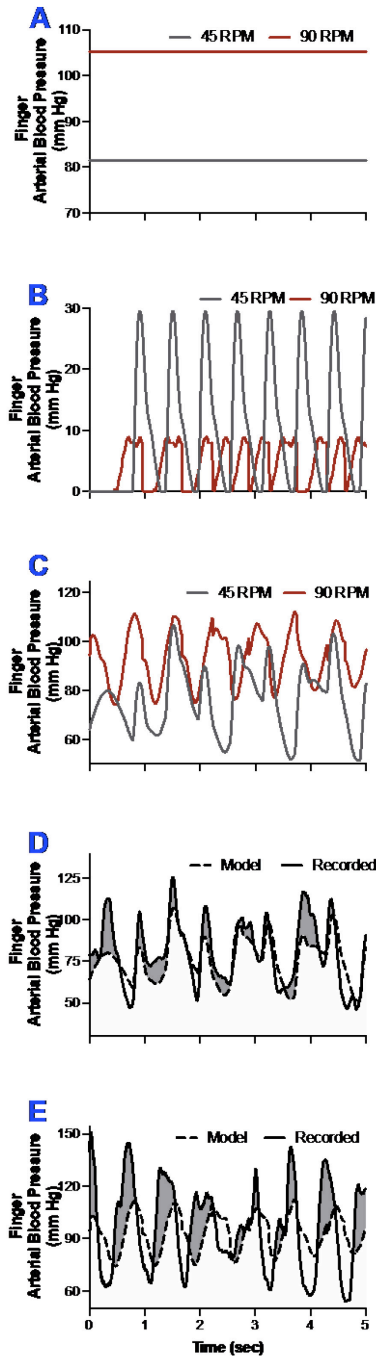 A
45 RPM 90 RPM
Finger
Arterial Blood Pressure
(mm Hg)
110
100
90
80
70
B
45 RPM 90 RPM
Finger
Arterial Blood Pressure
(mm Hg)
30
20
10
0
C
45 RPM 90 RPM
Finger
Arterial Blood Pressure
(mm Hg)
120
100
80
60
D
Model Recorded
Finger
Arterial Blood Pressure
(mm Hg)
125
100
75
50
E
Model Recorded
Finger
Arterial Blood Pressure
(mm Hg)
150
120
90
60
0 1 2 3 4 5
Time (sec)